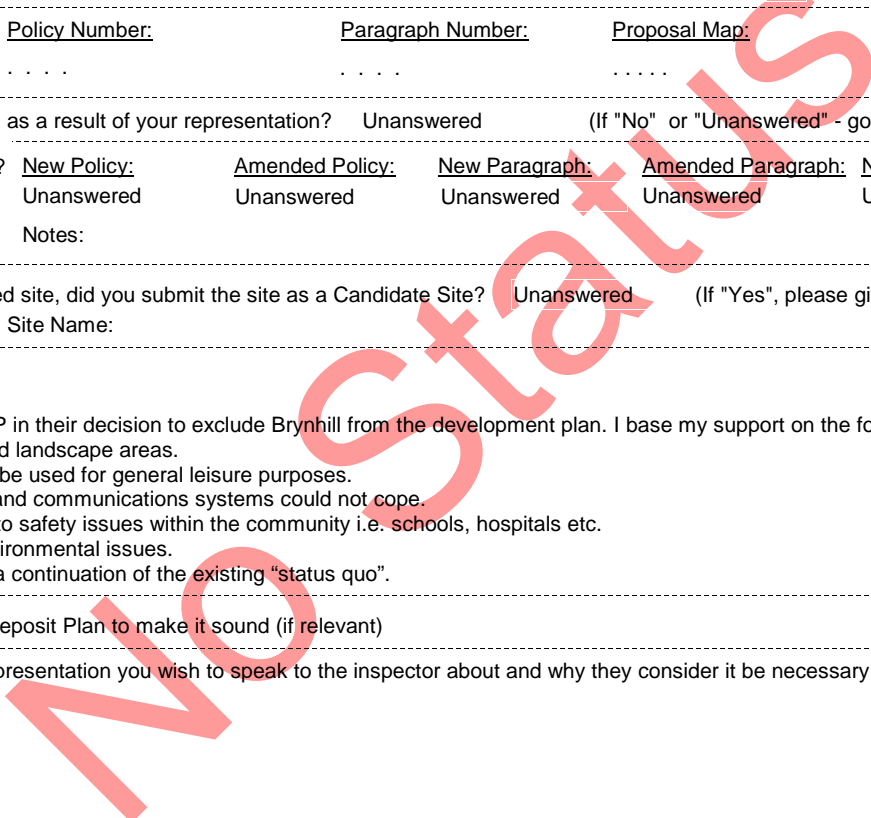 Policy Number: Paragraph Number: Proposal Map:
. . . . . . . . . . . . .
as a result of your representation? Unanswered (If "No" or "Unanswered" - go
? New Policy: Amended Policy: New Paragraph: Amended Paragraph: N
Unanswered Unanswered Unanswered Unanswered U
Notes:
ed site, did you submit the site as a Candidate Site? Unanswered (If "Yes", please gi
Site Name:
P in their decision to exclude Brynhill from the development plan. I base my support on the fo
d landscape areas.
be used for general leisure purposes.
and communications systems could not cope.
to safety issues within the community i.e. schools, hospitals etc.
ironmental issues.
a continuation of the existing “status quo”.
eposit Plan to make it sound (if relevant)
presentation you wish to speak to the inspector about and why they consider it be necessary
No Status